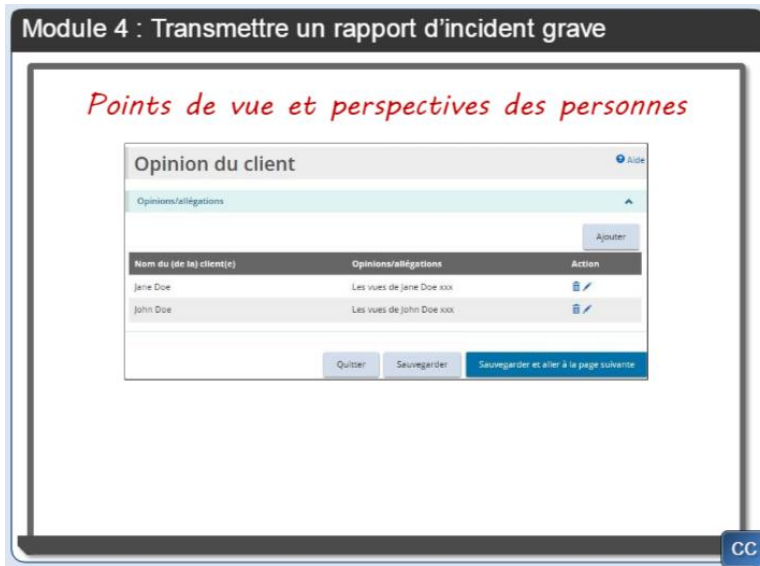 Module 4 : Transmettre un rapport d'incident grave
Points de vue et perspectives des personnes
Opinion du client
Aide
Opinions/allégations
Ajouter
Nom du (de la) client(e) Opinions/allégations Action
Jane Doe Les vues de Jane Doe xxx
John Doe Les vues de John Doe xxx
Quitter Sauvegarder Sauvegarder et aller à la page suivante
CC